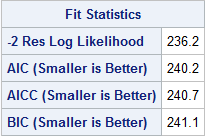 Fit Statistics
-2 Res Log Likelihood 236.2
AIC (Smaller is Better) 240.2
AICC (Smaller is Better) 240.7
BIC (Smaller is Better) 241.1